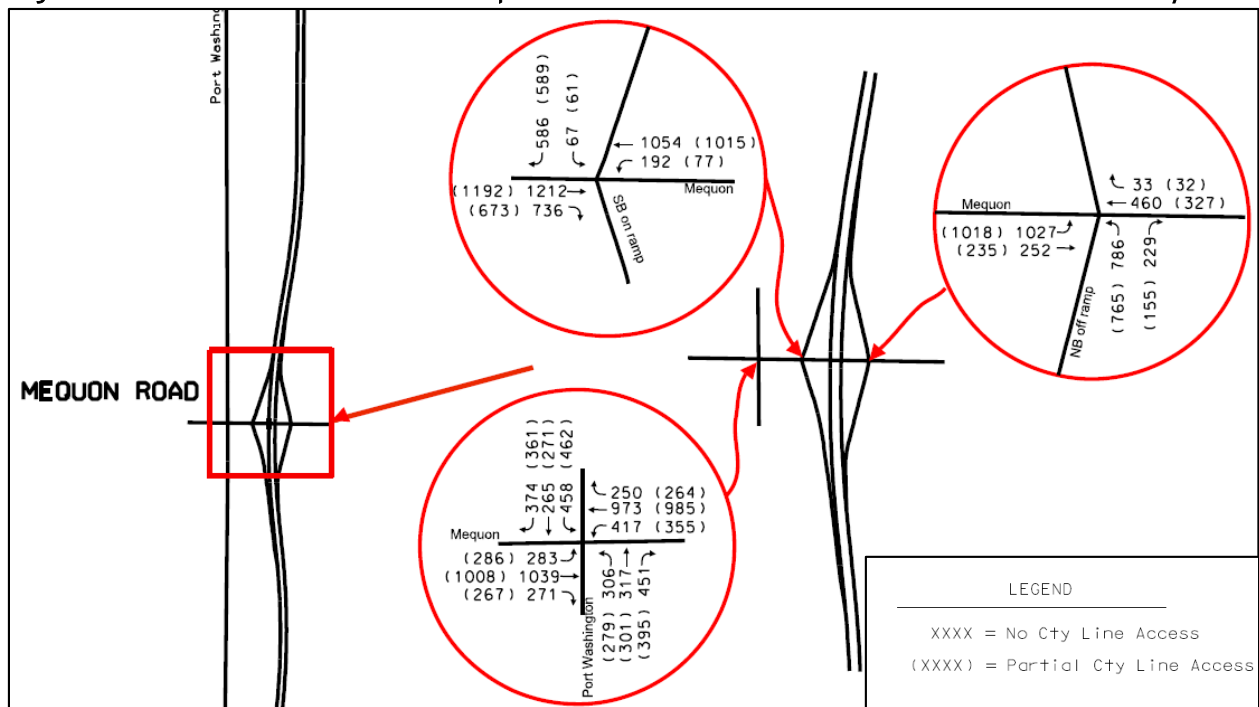 Port Washing
MEQUON ROAD
586 (589)
67 (61)
1054 (1015)
192 (77)
(1192) 1212
(673) 736
Mequon
SB on ramp
33 (32)
460 (327)
Mequon
(1018) 1027
(235) 252
(765) 786
(155) 229
NB off ramp
374 (361)
265 (271)
458 (462)
250 (264)
973 (985)
417 (355)
Mequon
(286) 283
(1008) 1039
(267) 271
Port Washington
(279) 306
(301) 317
(395) 451
LEGEND
XXXX = No Cty Line Access
(XXXX) = Partial Cty Line Access